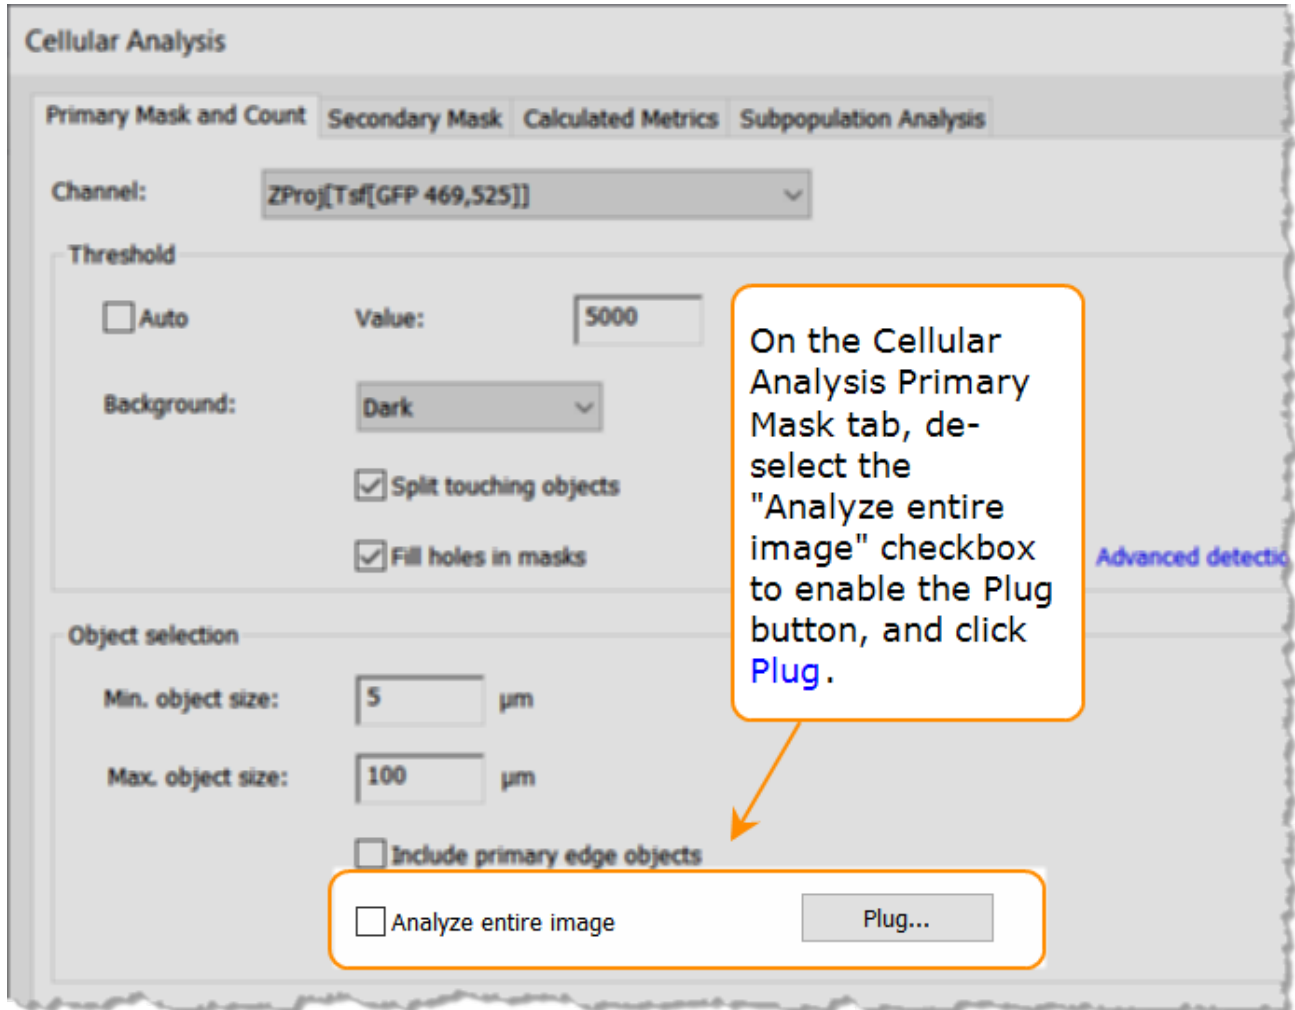 Cellular Analysis
Primary Mask and Count Secondary Mask Calculated Metrics Subpopulation Analysis
Channel: ZProj[Tsf[GFP 469,525]]
Threshold
Auto Value: 5000
Background: Dark
Split touching objects
Fill holes in masks
Advanced detectio
On the Cellular
Analysis Primary
Mask tab, de-
select the
"Analyze entire
image" checkbox
to enable the Plug
button, and click
Plug.
Object selection
Min. object size: 5 µm
Max. object size: 100 µm
Include primary edge objects
Analyze entire image Plug...